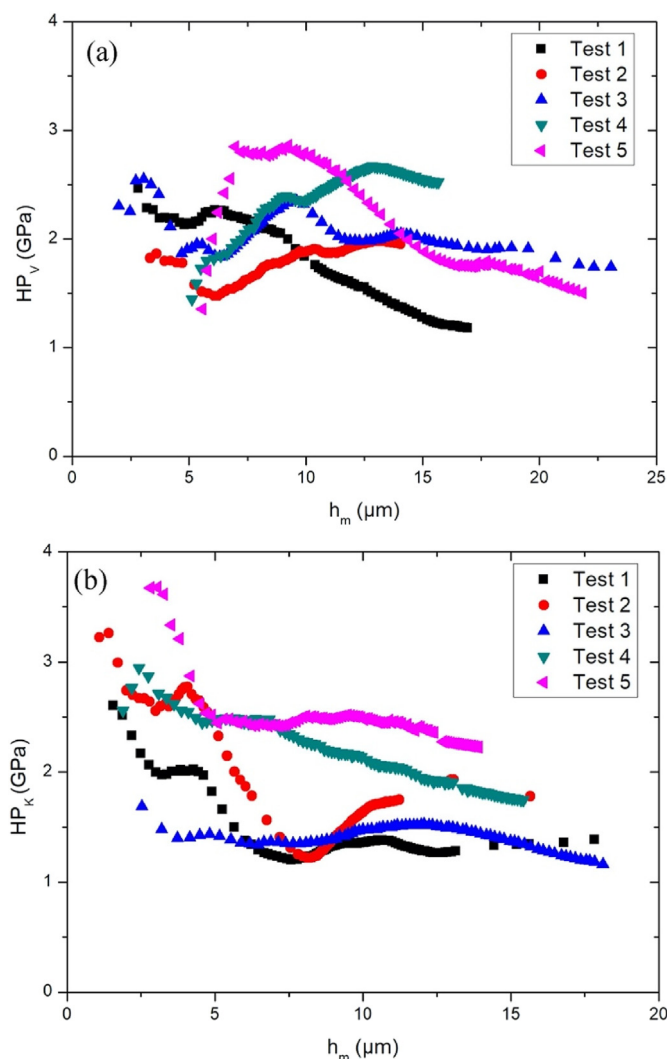 (a)
Test 1
Test 2
Test 3
Test 4
Test 5
HP_V (GPa)
4
3
2
1
0
0 5 10 15 20 25
h_m (μm)
(b)
Test 1
Test 2
Test 3
Test 4
Test 5
HP_K (GPa)
4
3
2
1
0
0 5 10 15 20
h_m (μm)